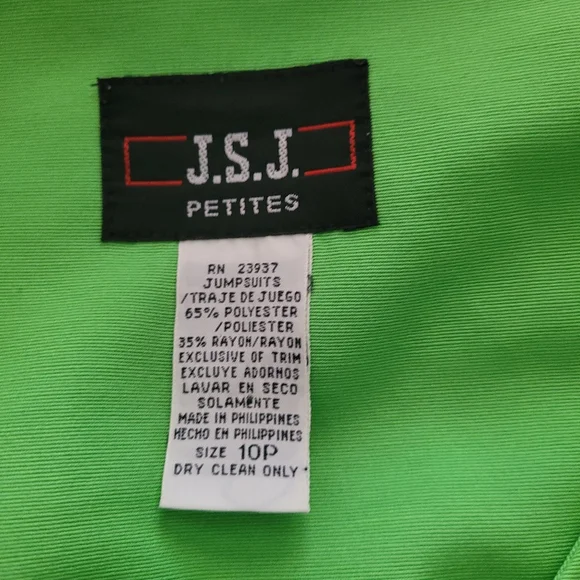 J.S.J.
PETITES
RN 23937
JUMPSUITS
/TRAJE DE JUEGO
65% POLYESTER
/POLIESTER
35% RAYON/RAYON
EXCLUSIVE OF TRIM
EXCLUYE ADORNOS
LAVAR EN SECO
SOLAMENTE
MADE IN PHILIPPINES
HECHO EN PHILIPPINES
SIZE 10P
DRY CLEAN ONLY